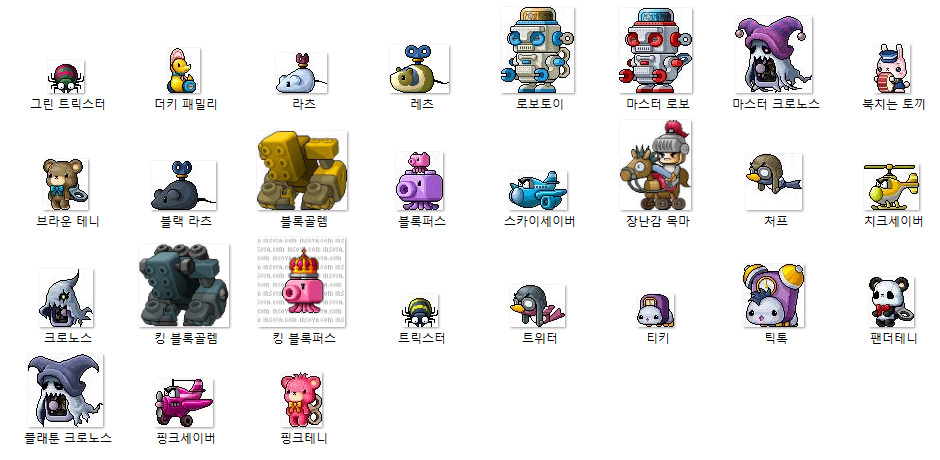 그린 트릭스터
더키 패밀리
라츠
레츠
로보토이
마스터 로보
마스터 크로노스
북치는 토끼
브라운 테니
블랙 라츠
블록골렘
블록퍼스
스카이세이버
장난감 목마
처프
치크세이버
크로노스
킹 블록골렘
킹 블록퍼스
트릭스터
트위터
티키
틱톡
팬더테니
플래툰 크로노스
핑크세이버
핑크테니